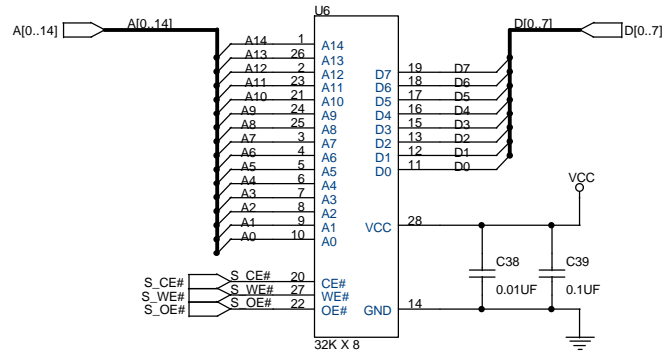 U6
A[0..14] A[0..14] D[0..7] D[0..7]
A14 1 A14
A13 26 A13
A12 2 A12 D7 19 D7
A11 23 A11 D6 18 D6
A10 21 A10 D5 17 D5
A9 24 A9 D4 16 D4
A8 25 A8 D3 15 D3
A7 3 A7 D2 13 D2
A6 4 A6 D1 12 D1
A5 5 A5 D0 11 D0
A4 6 A4
A3 7 A3
A2 8 A2 VCC
A1 9 A1 VCC 28
A0 10 A0
C38 C39
S_CE# S_CE# 20 CE# 0.01UF 0.1UF
S_WE# S_WE# 27 WE#
S_OE# S_OE# 22 OE# GND 14
32K X 8